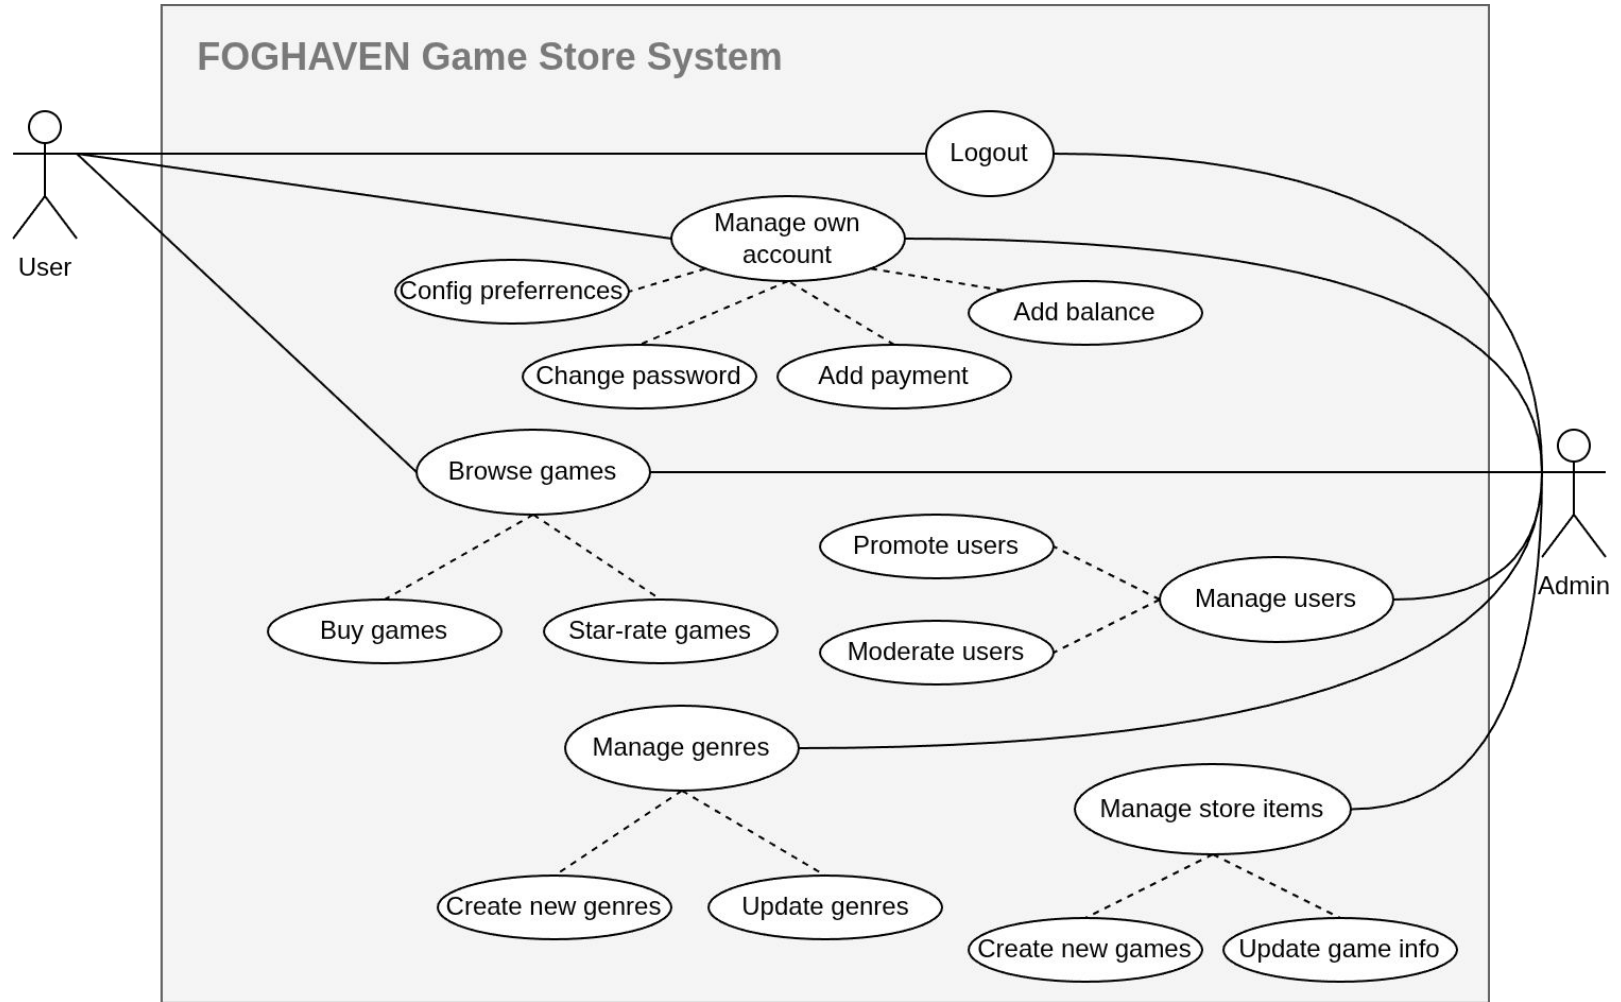 FOGHAVEN Game Store System
Logout
Manage own
account
User
Config preferrences
Add balance
Change password
Add payment
Browse games
Promote users
Manage users
Admin
Buy games
Star-rate games
Moderate users
Manage genres
Manage store items
Create new genres
Update genres
Create new games
Update game info